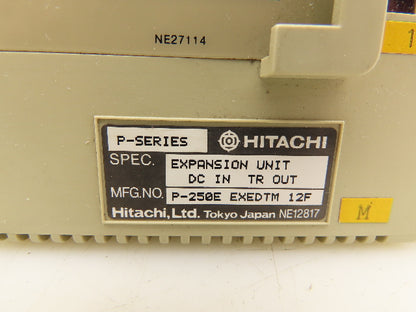 NE27114
1
P-SERIES HITACHI
SPEC. EXPANSION UNIT
DC IN TR OUT
MFG.NO. P-250E EXEDTM 12F
Hitachi,Ltd. Tokyo Japan NE12817
M